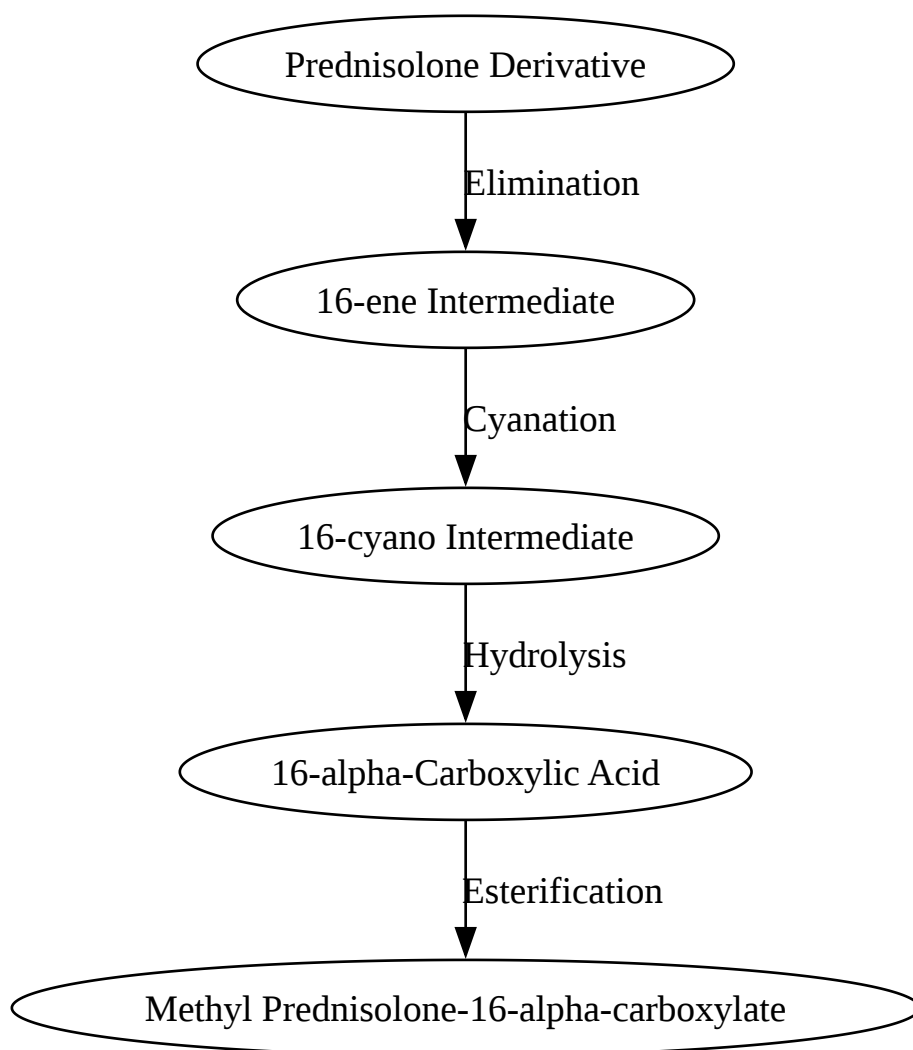 Prednisolone Derivative
Elimination
16-ene Intermediate
Cyanation
16-cyano Intermediate
Hydrolysis
16-alpha-Carboxylic Acid
Esterification
Methyl Prednisolone-16-alpha-carboxylate